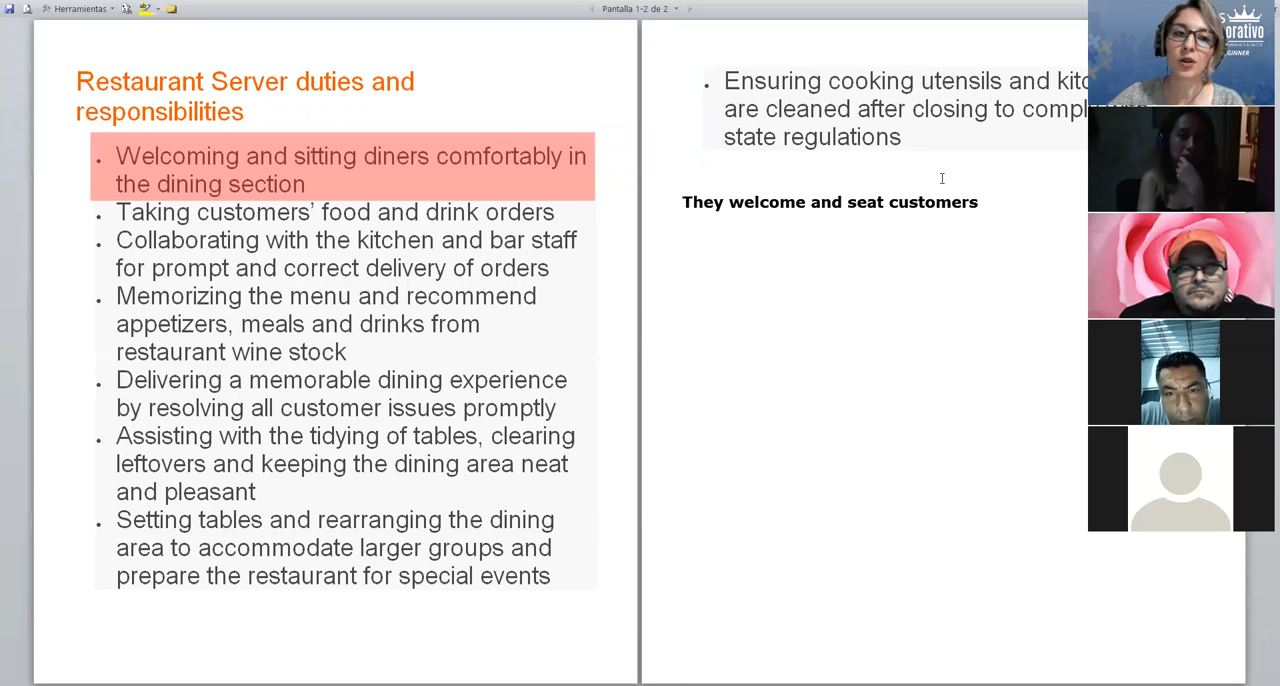 Herramientas
Pantalla 1-2 de 2
Restaurant Server duties and
responsibilities
• Welcoming and sitting diners comfortably in
the dining section
• Taking customers’ food and drink orders
• Collaborating with the kitchen and bar staff
for prompt and correct delivery of orders
• Memorizing the menu and recommend
appetizers, meals and drinks from
restaurant wine stock
• Delivering a memorable dining experience
by resolving all customer issues promptly
• Assisting with the tidying of tables, clearing
leftovers and keeping the dining area neat
and pleasant
• Setting tables and rearranging the dining
area to accommodate larger groups and
prepare the restaurant for special events
• Ensuring cooking utensils and
are cleaned after closing to
state regulations
They welcome and seat customers